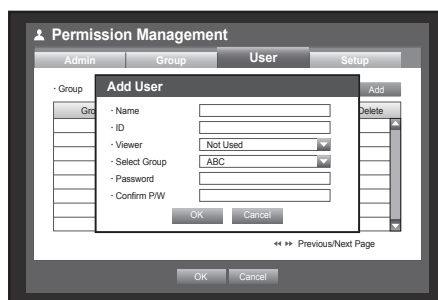 Permission Management
Admin Group User Setup
· Group Add
Gro Delete
Add User
· Name
· ID
· Viewer Not Used
· Select Group ABC
· Password
· Confirm P/W
OK Cancel
Previous/Next Page
OK Cancel